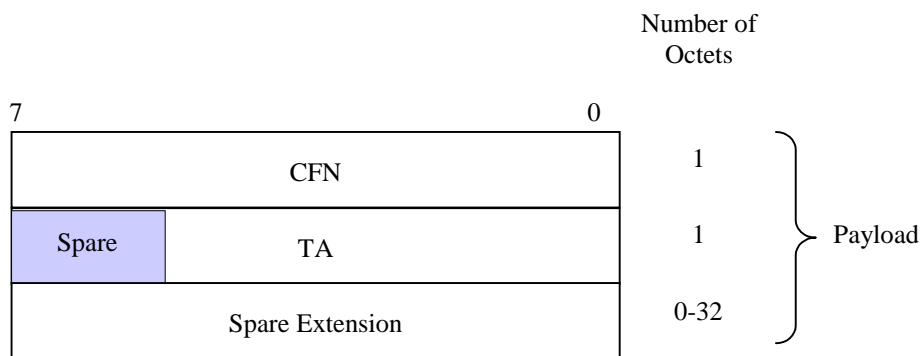 Number of
Octets
7 0
CFN 1
Spare TA 1 Payload
Spare Extension 0-32